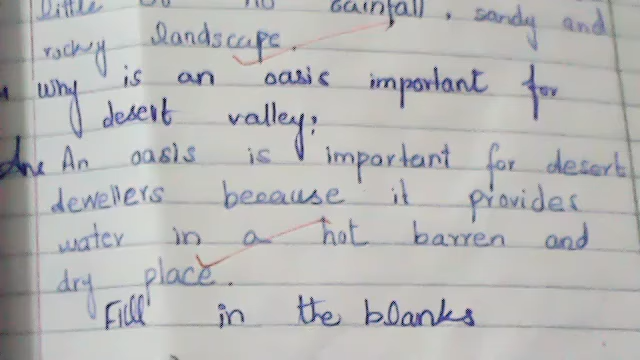 little or no rainfall, sandy and
rocky landscape.
why is an oasis important for
desert valley?
Ans An oasis is important for desert
dewellers because it provides
water in a hot barren and
dry place.
Fill in the blanks